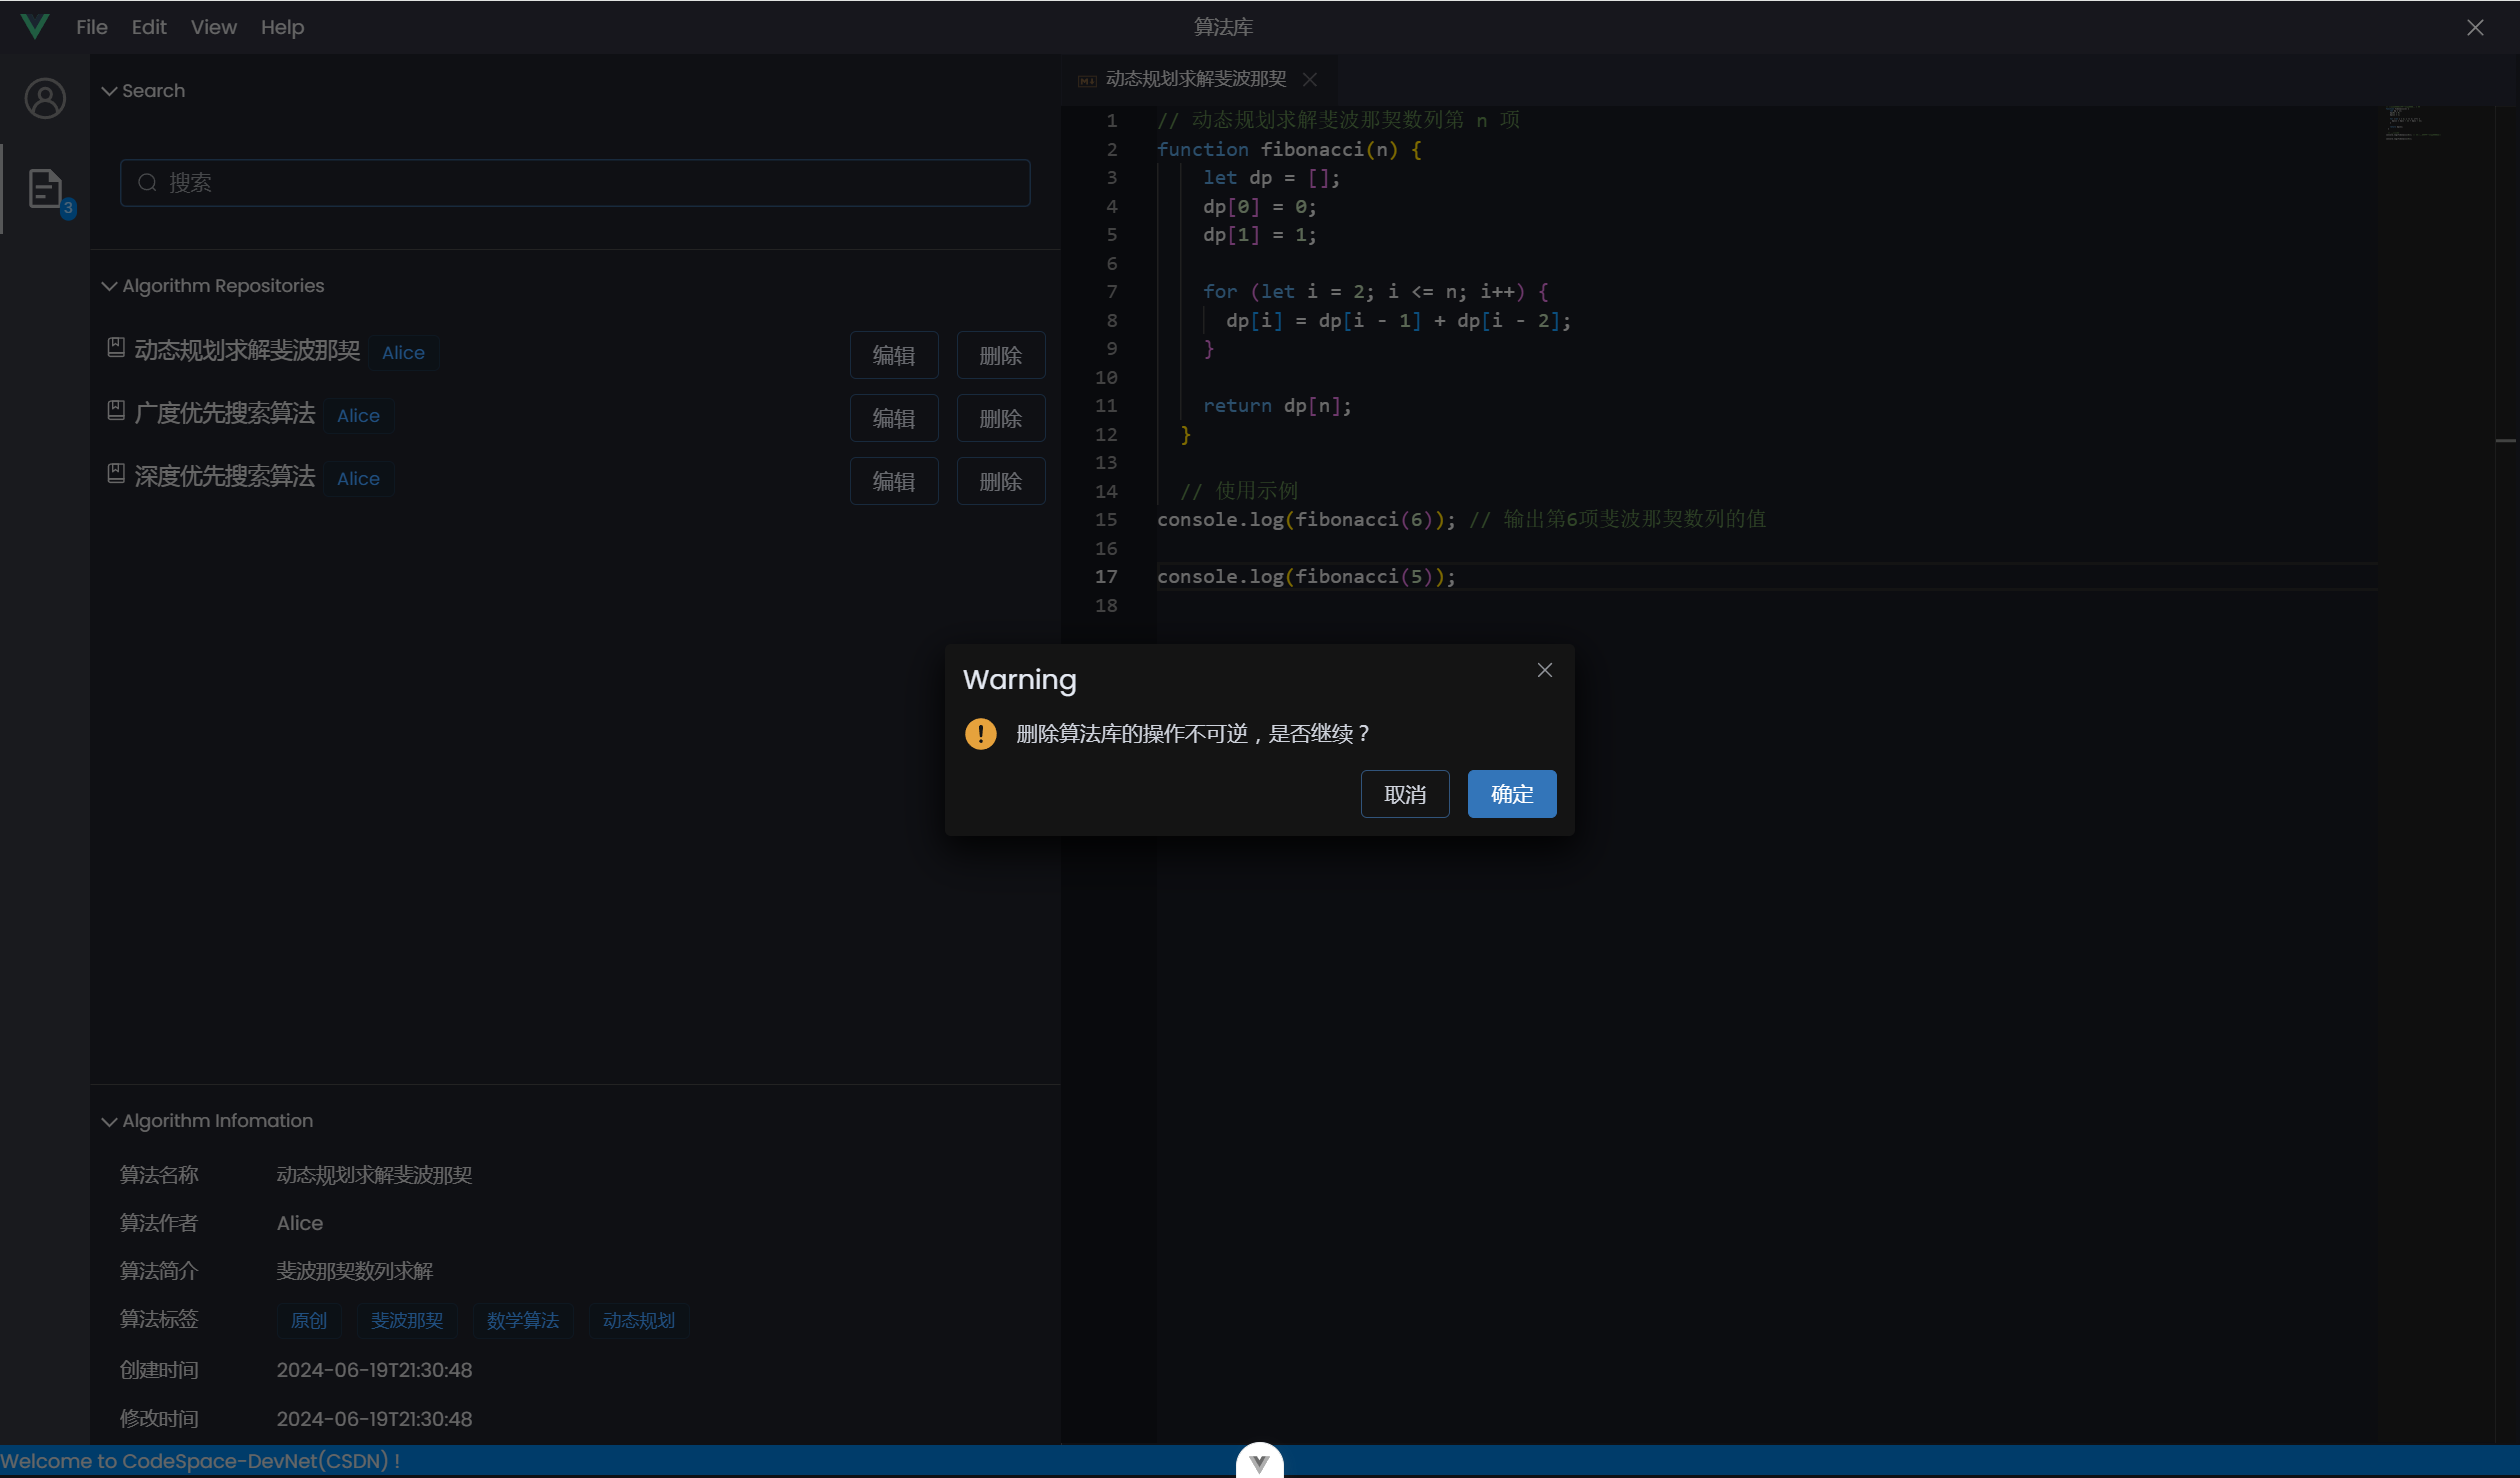 File Edit View Help
算法库
Search
搜索
3
Algorithm Repositories
动态规划求解斐波那契 Alice 编辑 删除
广度优先搜索算法 Alice 编辑 删除
深度优先搜索算法 Alice 编辑 删除
动态规划求解斐波那契
1 // 动态规划求解斐波那契数列第 n 项
2 function fibonacci(n) {
3 let dp = [];
4 dp[0] = 0;
5 dp[1] = 1;
6
7 for (let i = 2; i <= n; i++) {
8 dp[i] = dp[i - 1] + dp[i - 2];
9 }
10
11 return dp[n];
12 }
13
14 // 使用示例
15 console.log(fibonacci(6)); // 输出第6项斐波那契数列的值
16
17 console.log(fibonacci(5));
18
Warning
删除算法库的操作不可逆，是否继续？
取消 确定
Algorithm Infomation
算法名称 动态规划求解斐波那契
算法作者 Alice
算法简介 斐波那契数列求解
算法标签 原创 斐波那契 数学算法 动态规划
创建时间 2024-06-19T21:30:48
修改时间 2024-06-19T21:30:48
Welcome to CodeSpace-DevNet(CSDN) !